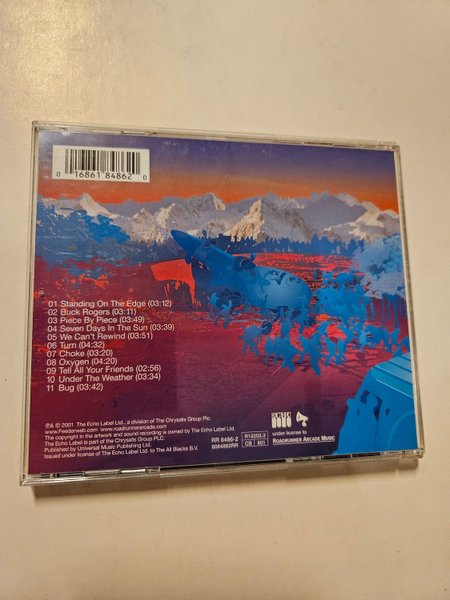 0 16861 84862 0
01 Standing On The Edge (03:12)
02 Buck Rogers (03:11)
03 Piece By Piece (03:49)
04 Seven Days In The Sun (03:39)
05 We Can't Rewind (03:51)
06 Turn (04:32)
07 Choke (03:20)
08 Oxygen (04:20)
09 Tell All Your Friends (02:56)
10 Under The Weather (03:34)
11 Bug (03:42)
℗& © 2001 The Echo Label Ltd., a division of The Chrysalis Group Plc.
www.Feederweb.com www.roadrunnerarcade.com
The copyright in the artwork and sound recording is owned by The Echo Label Ltd.
The Echo Label is part of the Chrysalis Group PLC.
Published by Universal Music Publishing Ltd.
Issued under license of The Echo Label Ltd. to The All Blacks B.V.
RR 8486-2
8084862RR
R12202.2
CB 801
ECHO
under license to
ROADRUNNER ARCADE MUSIC